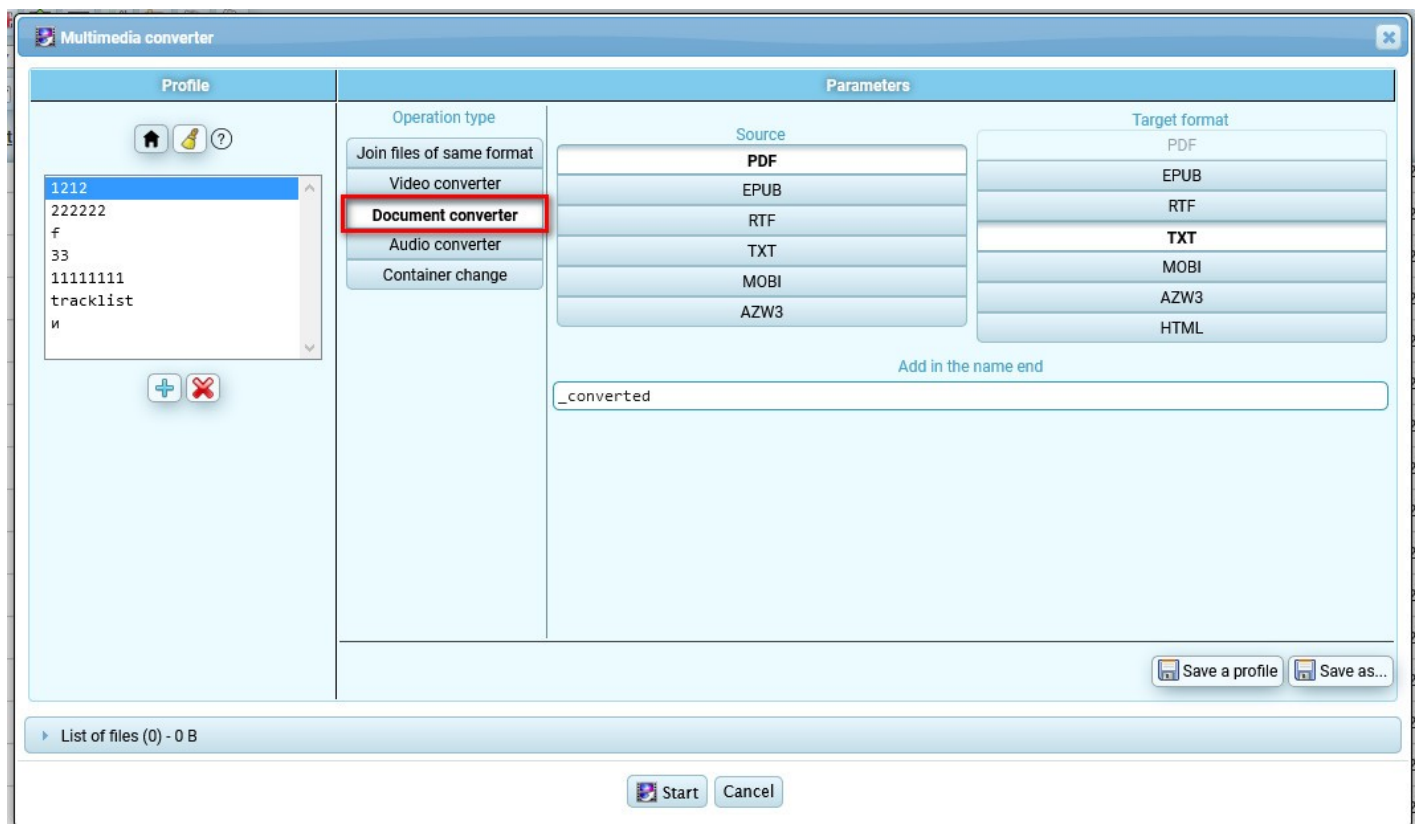 Multimedia converter
Profile
Parameters
1212
222222
f
33
11111111
tracklist
и
Operation type
Join files of same format
Video converter
Document converter
Audio converter
Container change
Source
PDF
EPUB
RTF
TXT
MOBI
AZW3
Target format
PDF
EPUB
RTF
TXT
MOBI
AZW3
HTML
Add in the name end
_converted
Save a profile
Save as...
List of files (0) - 0 B
Start
Cancel